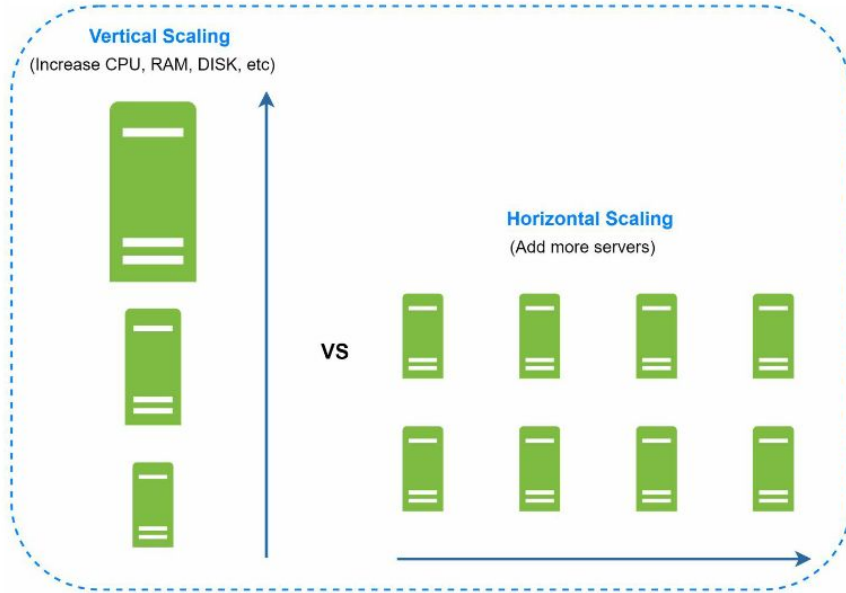 Vertical Scaling
(Increase CPU, RAM, DISK, etc)
Horizontal Scaling
(Add more servers)
VS